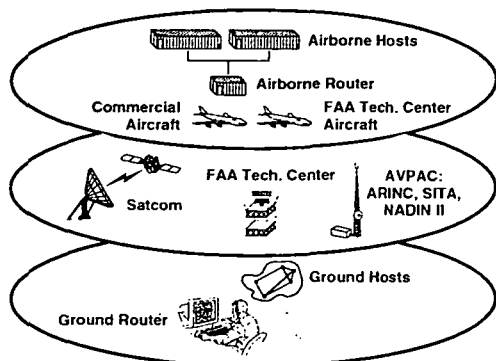 Airborne Hosts
Airborne Router
Commercial
Aircraft
FAA Tech. Center
Aircraft
Satcom
FAA Tech. Center
AVPAC:
ARINC, SITA,
NADIN II
Ground Hosts
Ground Router